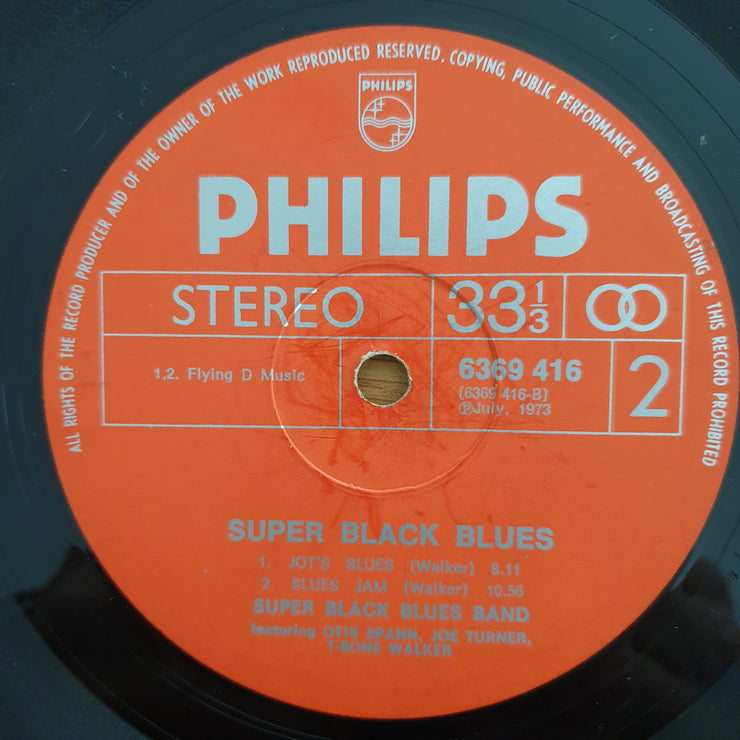 ALL RIGHTS OF THE RECORD PRODUCER AND OF THE OWNER OF THE WORK REPRODUCED RESERVED. COPYING, PUBLIC PERFORMANCE AND BROADCASTING OF THIS RECORD PROHIBITED
PHILIPS
PHILIPS
STEREO 33 1/3
1,2. Flying D Music
6369 416
(6369 416-B)
℗July, 1973
2
SUPER BLACK BLUES
1. JOT'S BLUES (Walker) 8.11
2. BLUES JAM (Walker) 10.56
SUPER BLACK BLUES BAND
featuring OTIS SPANN, JOE TURNER,
T-BONE WALKER